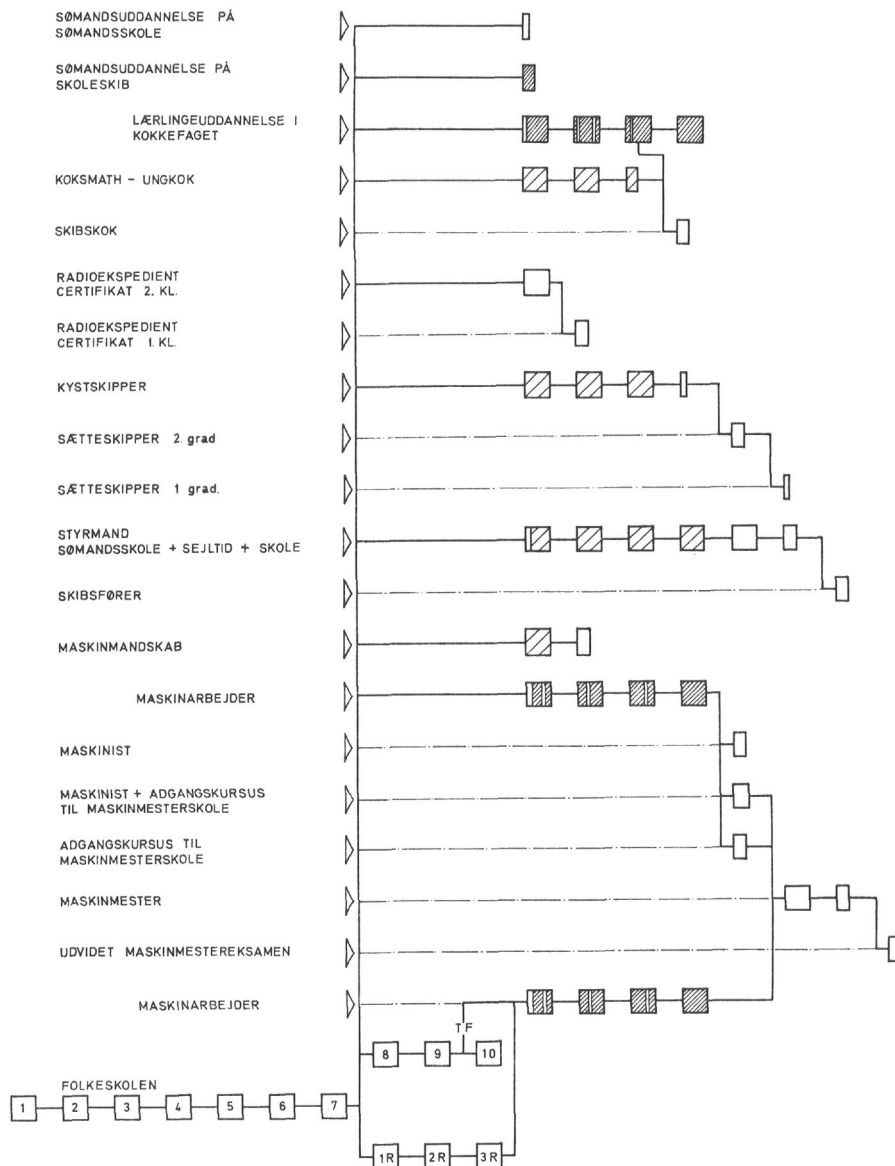 SØMANDSUDDANNELSE PÅ
SØMANDSSKOLE
SØMANDSUDDANNELSE PÅ
SKOLESKIB
LÆRLINGEUDDANNELSE I
KOKKEFAGET
KOKSMATH - UNGKOK
SKIBSKOK
RADIOEKSPEDIENT
CERTIFIKAT 2. KL.
RADIOEKSPEDIENT
CERTIFIKAT 1. KL.
KYSTSKIPPER
SÆTTESKIPPER 2. grad
SÆTTESKIPPER 1 grad.
STYRMAND
SØMANDSSKOLE + SEJLTID + SKOLE
SKIBSFØRER
MASKINMANDSKAB
MASKINARBEJDER
MASKINIST
MASKINIST + ADGANGSKURSUS
TIL MASKINMESTERSKOLE
ADGANGSKURSUS TIL
MASKINMESTERSKOLE
MASKINMESTER
UDVIDET MASKINMESTEREKSAMEN
MASKINARBEJDER
TF
8 9 10
FOLKESKOLEN
1 2 3 4 5 6 7
1R 2R 3R